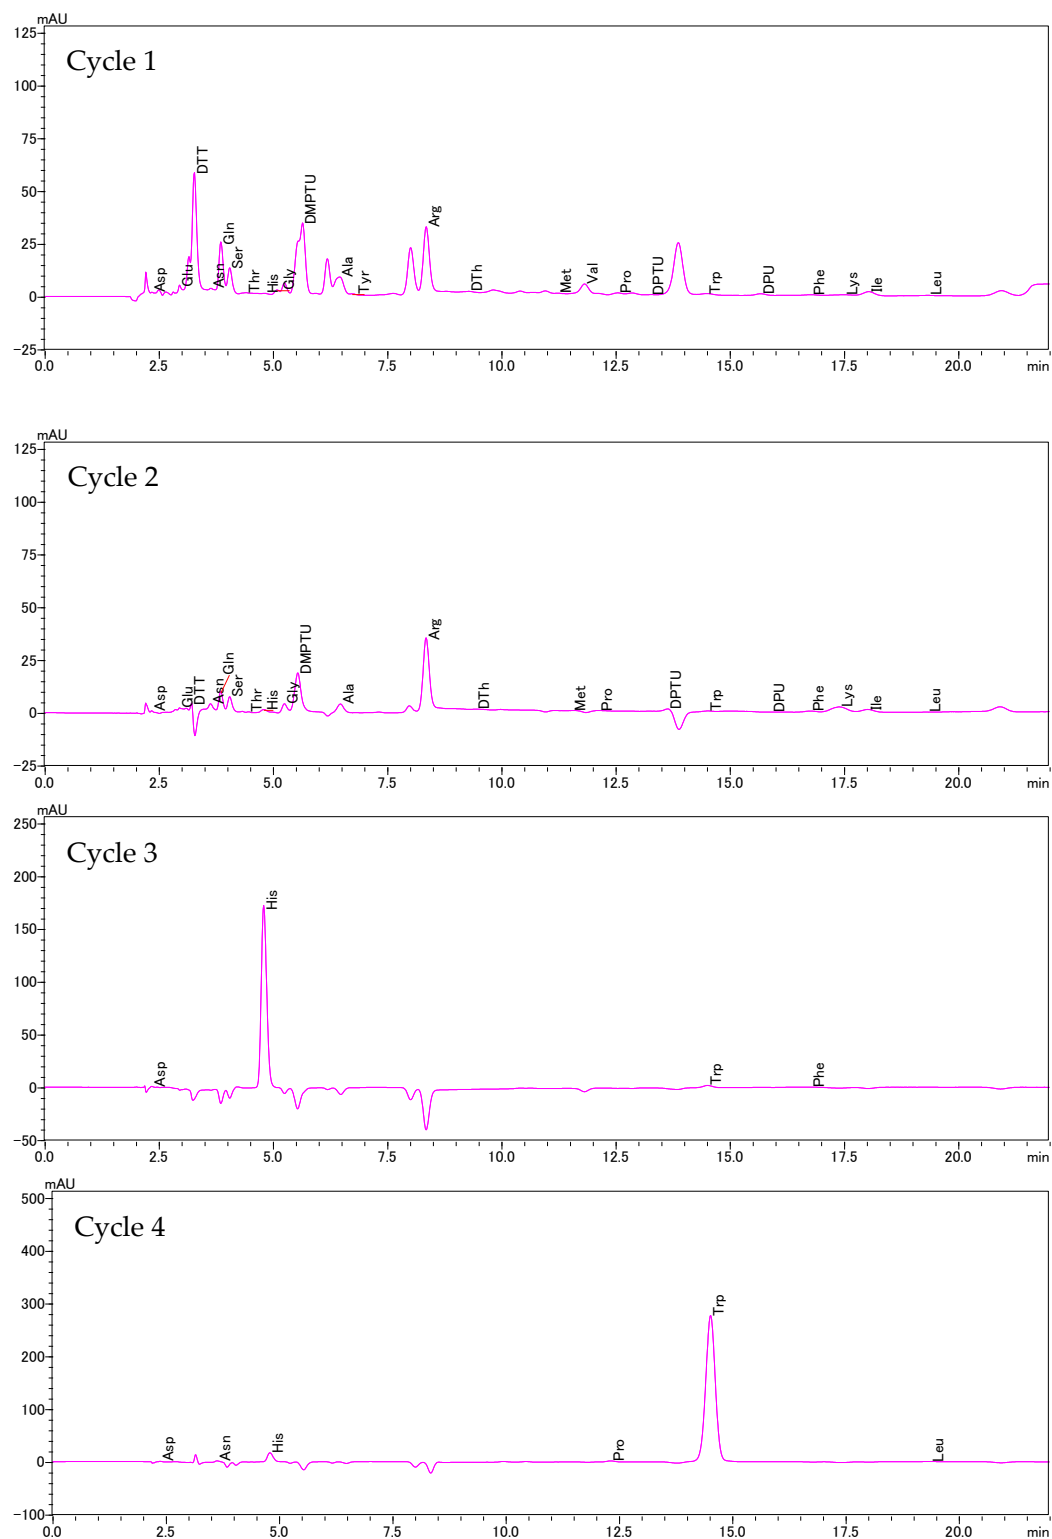 mAU
125
Cycle 1
100
75
DTT
50
DMPTU
Arg
25
Asp Glu Asn Gln Ser Thr His Gly Ala Tyr DTh Met Val Pro DPTU Trp DPU Phe Lys Ile Leu
0
-25
0.0 2.5 5.0 7.5 10.0 12.5 15.0 17.5 20.0 min
mAU
125
Cycle 2
100
75
50
Arg
25
Asp Glu DTT Asn Gln Ser Thr His Gly DMPTU Ala DTh Met Pro DPTU Trp DPU Phe Lys Ile Leu
0
-25
0.0 2.5 5.0 7.5 10.0 12.5 15.0 17.5 20.0 min
mAU
250
Cycle 3
200
His
150
100
50
Asp Trp Phe
0
-50
0.0 2.5 5.0 7.5 10.0 12.5 15.0 17.5 20.0 min
mAU
500
Cycle 4
400
300
Trp
200
100
Asp Asn His Pro Leu
0
-100
0.0 2.5 5.0 7.5 10.0 12.5 15.0 17.5 20.0 min